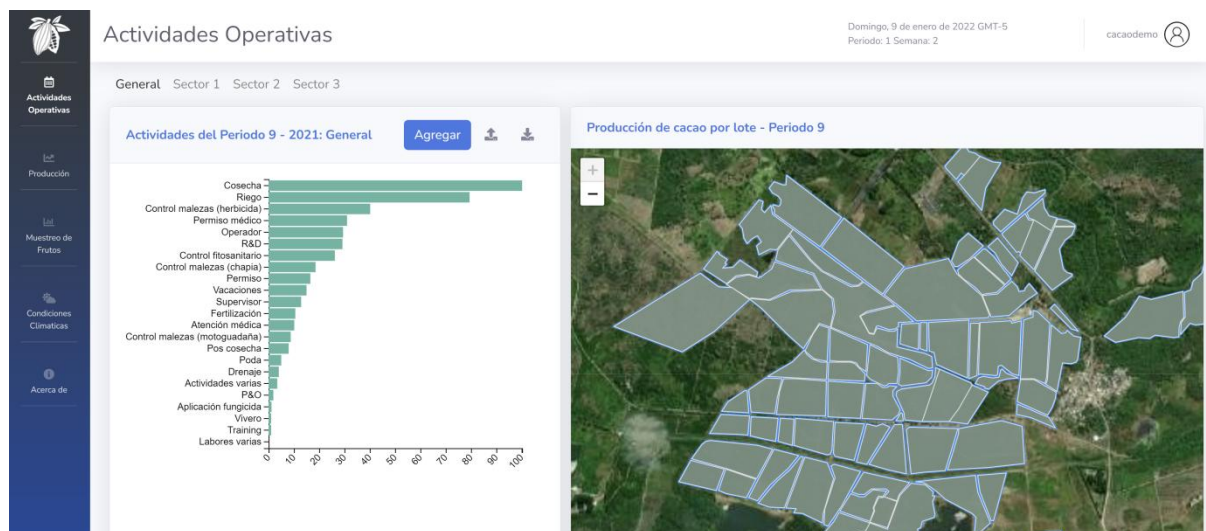 Actividades Operativas
Domingo, 9 de enero de 2022 GMT-5
Periodo: 1 Semana: 2
cacaodemo
Actividades
Operativas
Producción
Muestreo de
Frutos
Condiciones
Climaticas
Acerca de
General Sector 1 Sector 2 Sector 3
Actividades del Periodo 9 - 2021: General
Agregar
Cosecha
Riego
Control malezas (herbicida)
Permiso médico
Operador
R&D
Control fitosanitario
Control malezas (chapia)
Permiso
Vacaciones
Supervisor
Fertilización
Atención médica
Control malezas (motoguadaña)
Pos cosecha
Poda
Drenaje
Actividades varias
P&O
Aplicación fungicida
Vivero
Training
Labores varias
0 10 20 30 40 50 60 70 80 90 100
Producción de cacao por lote - Periodo 9
+
−